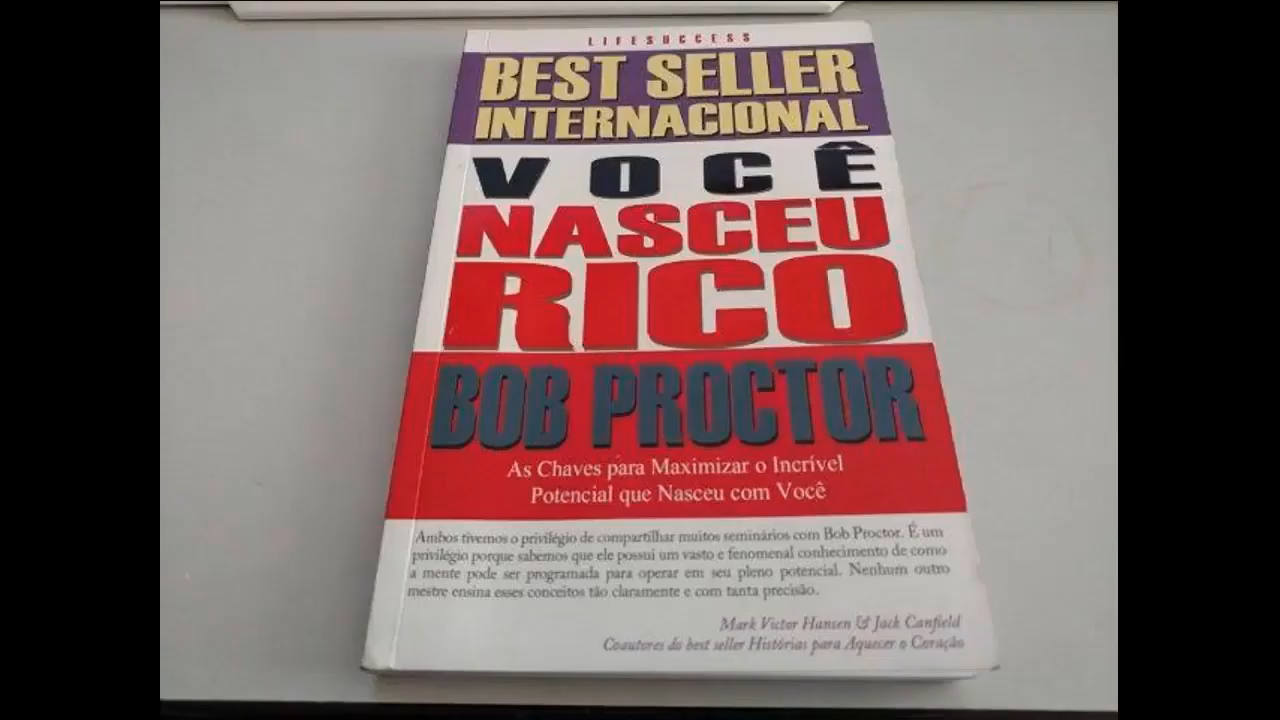 LIFESUCCESS
BEST SELLER
INTERNACIONAL
VOCÊ
NASCEU
RICO
BOB PROCTOR
As Chaves para Maximizar o Incrível
Potencial que Nasceu com Você
Ambos tivemos o privilégio de compartilhar muitos seminários com Bob Proctor. É um
privilégio porque sabemos que ele possui um vasto e fenomenal conhecimento de como
a mente pode ser programada para operar em seu pleno potencial. Nenhum outro
mestre ensina esses conceitos tão claramente e com tanta precisão.
Mark Victor Hansen & Jack Canfield
Coautores do best seller Histórias para Aquecer o Coração